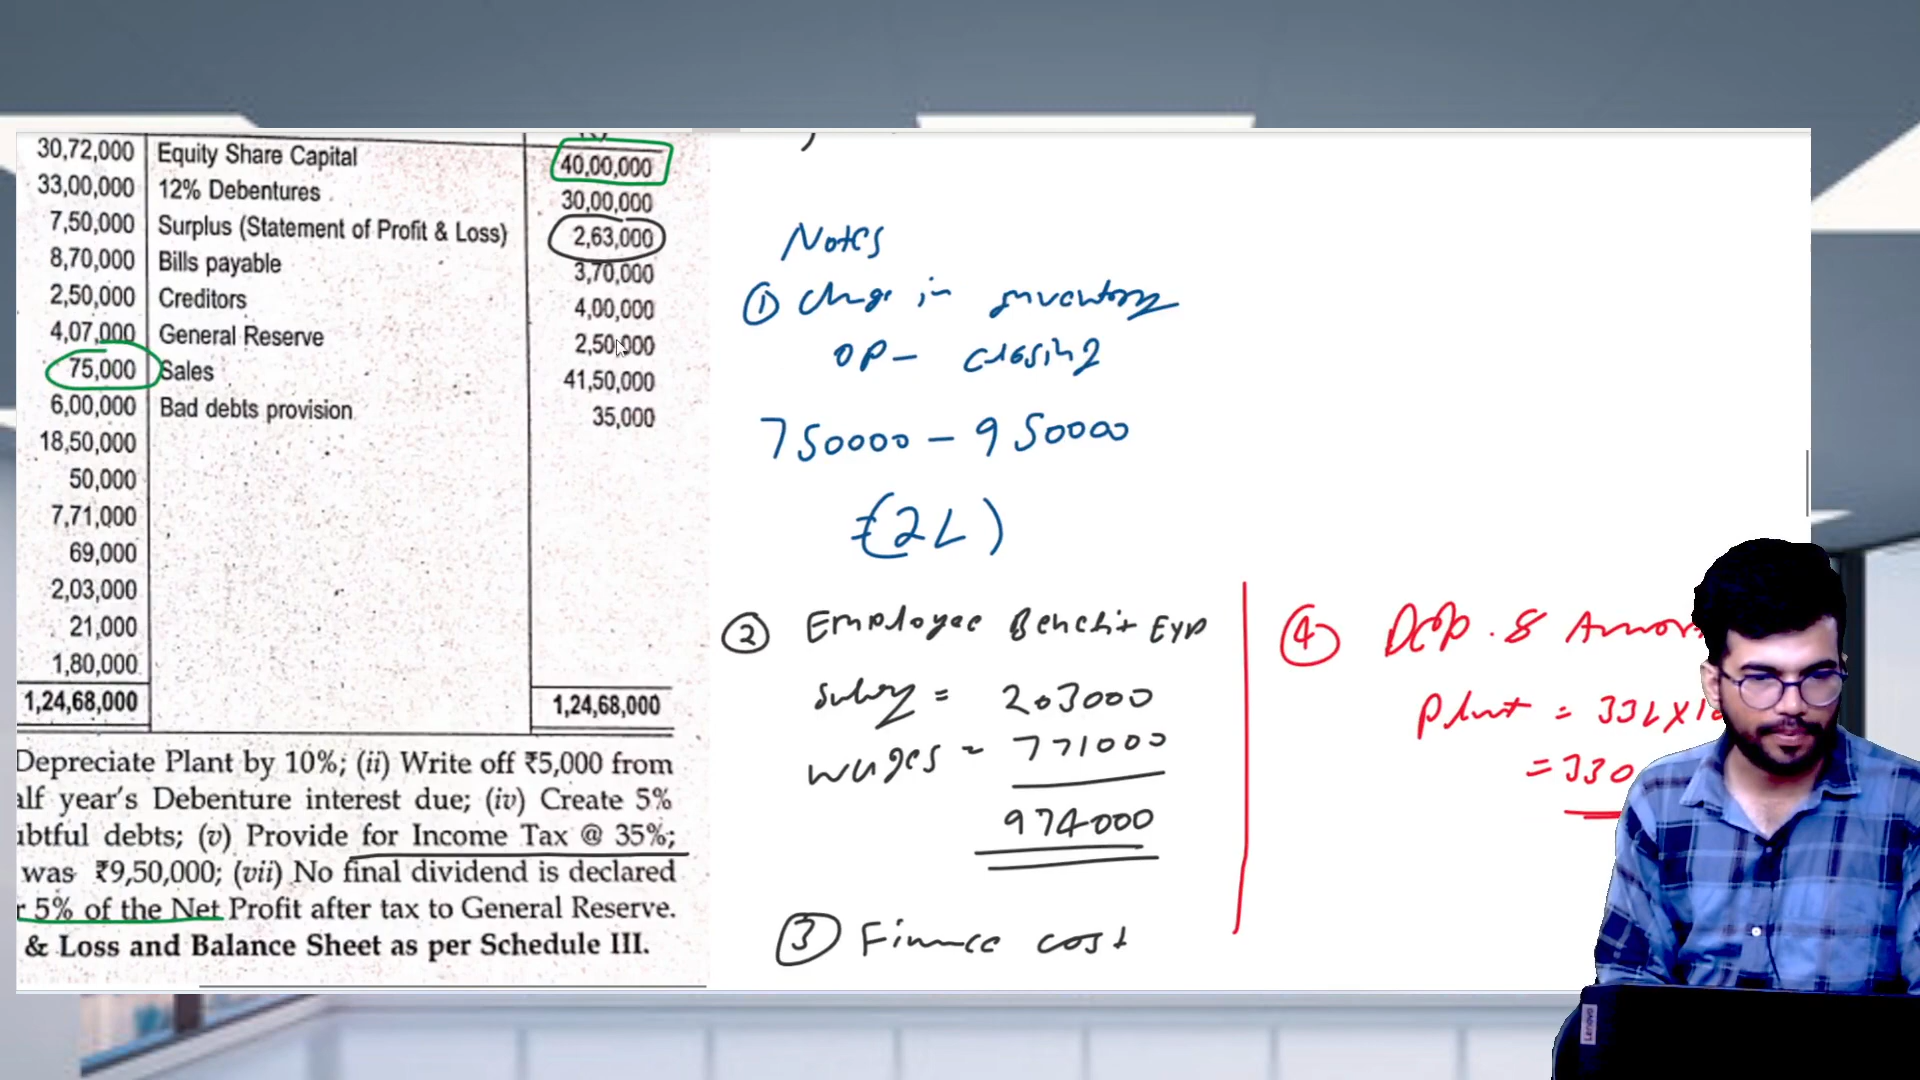 30,72,000 Equity Share Capital 40,00,000
33,00,000 12% Debentures 30,00,000
7,50,000 Surplus (Statement of Profit & Loss) 2,63,000
8,70,000 Bills payable 3,70,000
2,50,000 Creditors 4,00,000
4,07,000 General Reserve 2,50,000
75,000 Sales 41,50,000
6,00,000 Bad debts provision 35,000
18,50,000
50,000
7,71,000
69,000
2,03,000
21,000
1,80,000
1,24,68,000 1,24,68,000
Depreciate Plant by 10%; (ii) Write off ₹5,000 from
alf year's Debenture interest due; (iv) Create 5%
ubtful debts; (v) Provide for Income Tax @ 35%;
was ₹9,50,000; (vii) No final dividend is declared
r 5% of the Net Profit after tax to General Reserve.
& Loss and Balance Sheet as per Schedule III.
Notes
① Chnge in inventory
OP - closing
750000 - 950000
(2L)
② Employee Benefit Exp
Salary = 203000
wages = 771000
974000
③ Finance cost
④ Dep. & Amor
Plant = 33L×10
= 330
Lenovo